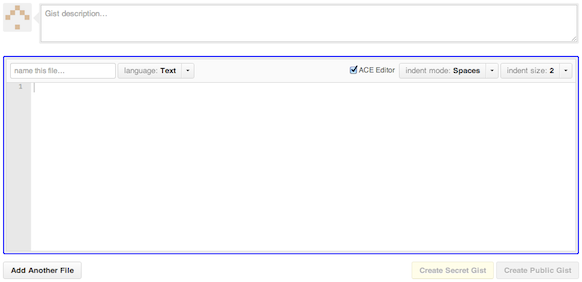 Gist description...
name this file... language: Text ACE Editor indent mode: Spaces indent size: 2
1
Add Another File Create Secret Gist Create Public Gist